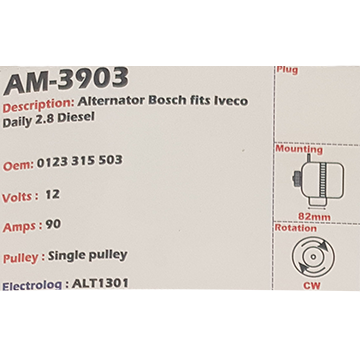 AM-3903
Description: Alternator Bosch fits Iveco
Daily 2.8 Diesel
Oem: 0123 315 503
Volts : 12
Amps : 90
Pulley : Single pulley
Electrolog : ALT1301
Plug
Mounting
82mm
Rotation
CW